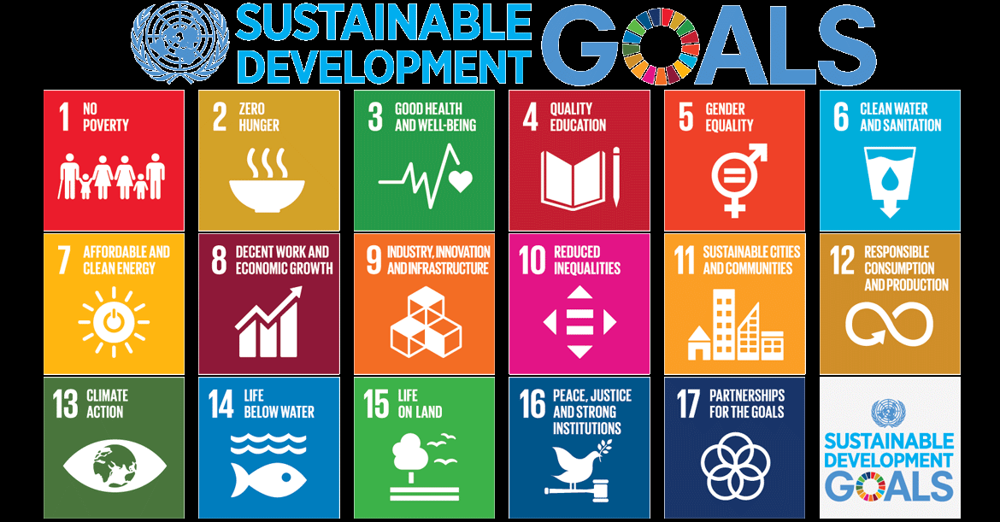 SUSTAINABLE
DEVELOPMENT
GOALS
1 NO
POVERTY
2 ZERO
HUNGER
3 GOOD HEALTH
AND WELL-BEING
4 QUALITY
EDUCATION
5 GENDER
EQUALITY
6 CLEAN WATER
AND SANITATION
7 AFFORDABLE AND
CLEAN ENERGY
8 DECENT WORK AND
ECONOMIC GROWTH
9 INDUSTRY, INNOVATION
AND INFRASTRUCTURE
10 REDUCED
INEQUALITIES
11 SUSTAINABLE CITIES
AND COMMUNITIES
12 RESPONSIBLE
CONSUMPTION
AND PRODUCTION
13 CLIMATE
ACTION
14 LIFE
BELOW WATER
15 LIFE
ON LAND
16 PEACE, JUSTICE
AND STRONG
INSTITUTIONS
17 PARTNERSHIPS
FOR THE GOALS
SUSTAINABLE
DEVELOPMENT
GOALS